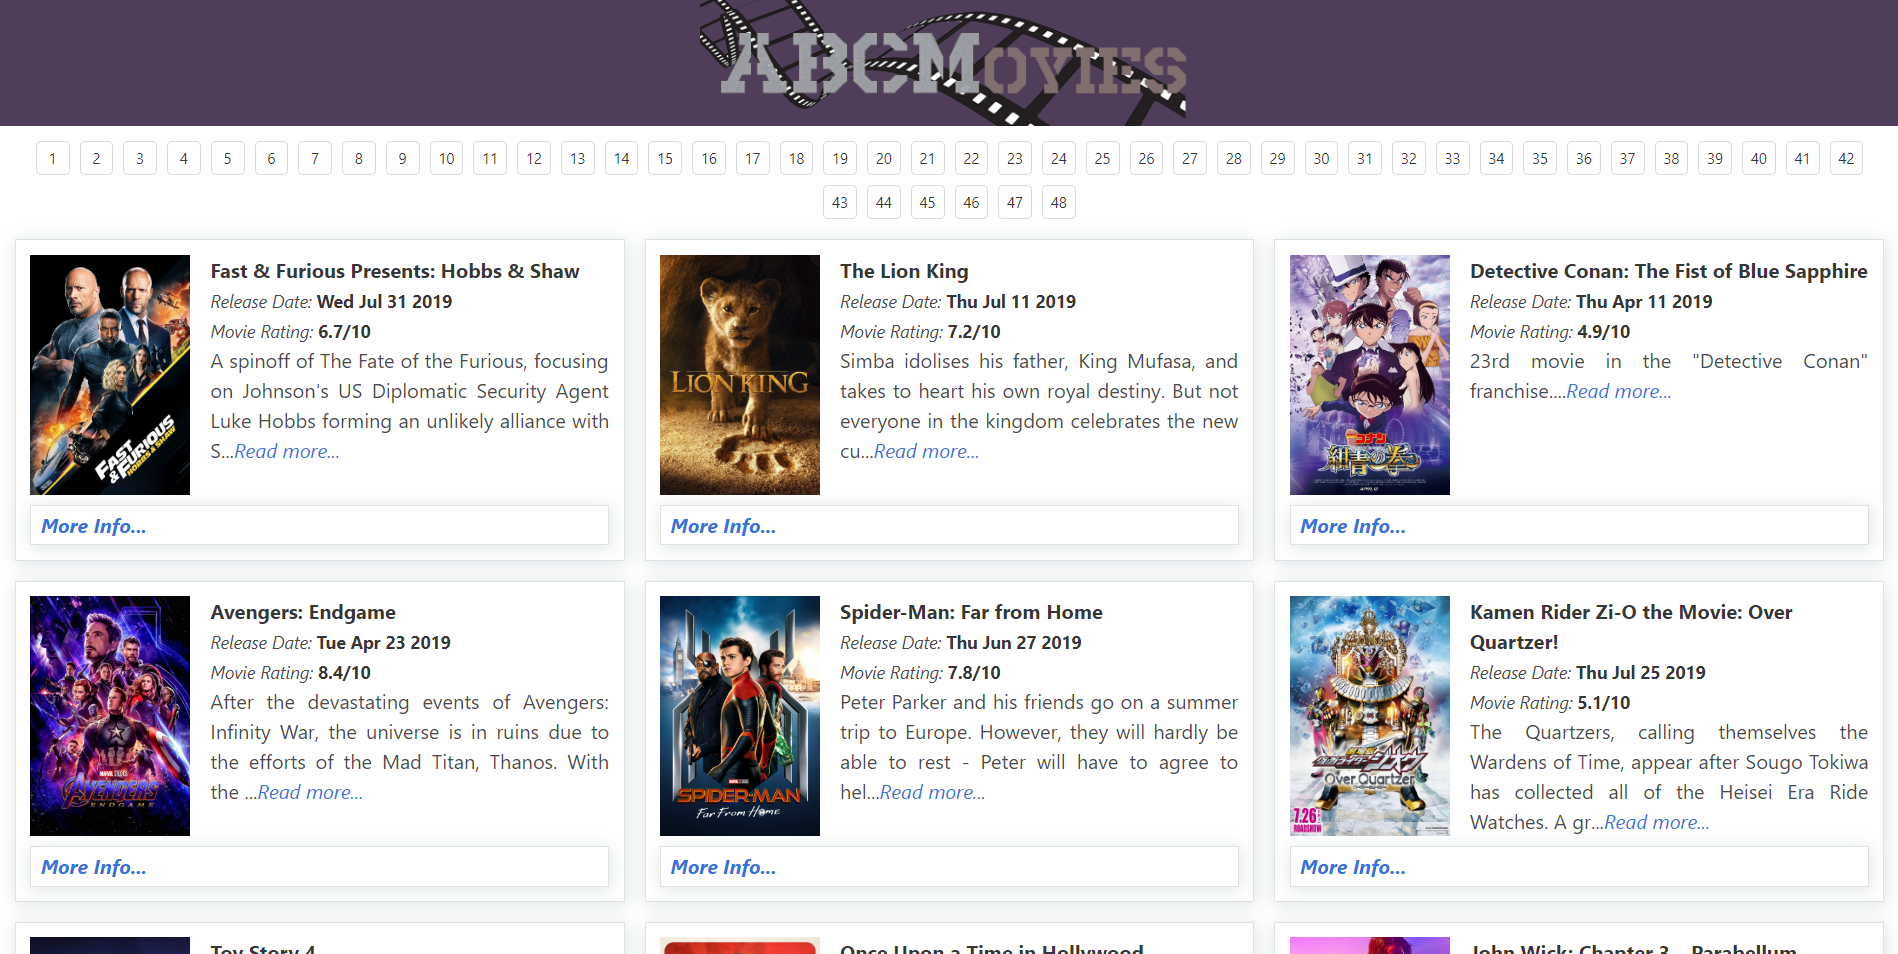 ABCMOVIES
1 2 3 4 5 6 7 8 9 10 11 12 13 14 15 16 17 18 19 20 21 22 23 24 25 26 27 28 29 30 31 32 33 34 35 36 37 38 39 40 41 42
43 44 45 46 47 48
FAST
& FURIOUS
HOBBS & SHAW
Fast & Furious Presents: Hobbs & Shaw
Release Date: Wed Jul 31 2019
Movie Rating: 6.7/10
A spinoff of The Fate of the Furious, focusing
on Johnson's US Diplomatic Security Agent
Luke Hobbs forming an unlikely alliance with
S...Read more...
More Info...
THE LION KING
The Lion King
Release Date: Thu Jul 11 2019
Movie Rating: 7.2/10
Simba idolises his father, King Mufasa, and
takes to heart his own royal destiny. But not
everyone in the kingdom celebrates the new
cu...Read more...
More Info...
コナン
紺青の拳
Detective Conan: The Fist of Blue Sapphire
Release Date: Thu Apr 11 2019
Movie Rating: 4.9/10
23rd movie in the "Detective Conan"
franchise....Read more...
More Info...
MARVEL STUDIOS
AVENGERS
ENDGAME
Avengers: Endgame
Release Date: Tue Apr 23 2019
Movie Rating: 8.4/10
After the devastating events of Avengers:
Infinity War, the universe is in ruins due to
the efforts of the Mad Titan, Thanos. With
the ...Read more...
More Info...
SPIDER-MAN
Far From Home
Spider-Man: Far from Home
Release Date: Thu Jun 27 2019
Movie Rating: 7.8/10
Peter Parker and his friends go on a summer
trip to Europe. However, they will hardly be
able to rest - Peter will have to agree to
hel...Read more...
More Info...
Over Quartzer
7.26
ROADSHOW
Kamen Rider Zi-O the Movie: Over
Quartzer!
Release Date: Thu Jul 25 2019
Movie Rating: 5.1/10
The Quartzers, calling themselves the
Wardens of Time, appear after Sougo Tokiwa
has collected all of the Heisei Era Ride
Watches. A gr...Read more...
More Info...
Toy Story 4
Once Upon a Time in Hollywood
John Wick: Chapter 3 – Parabellum